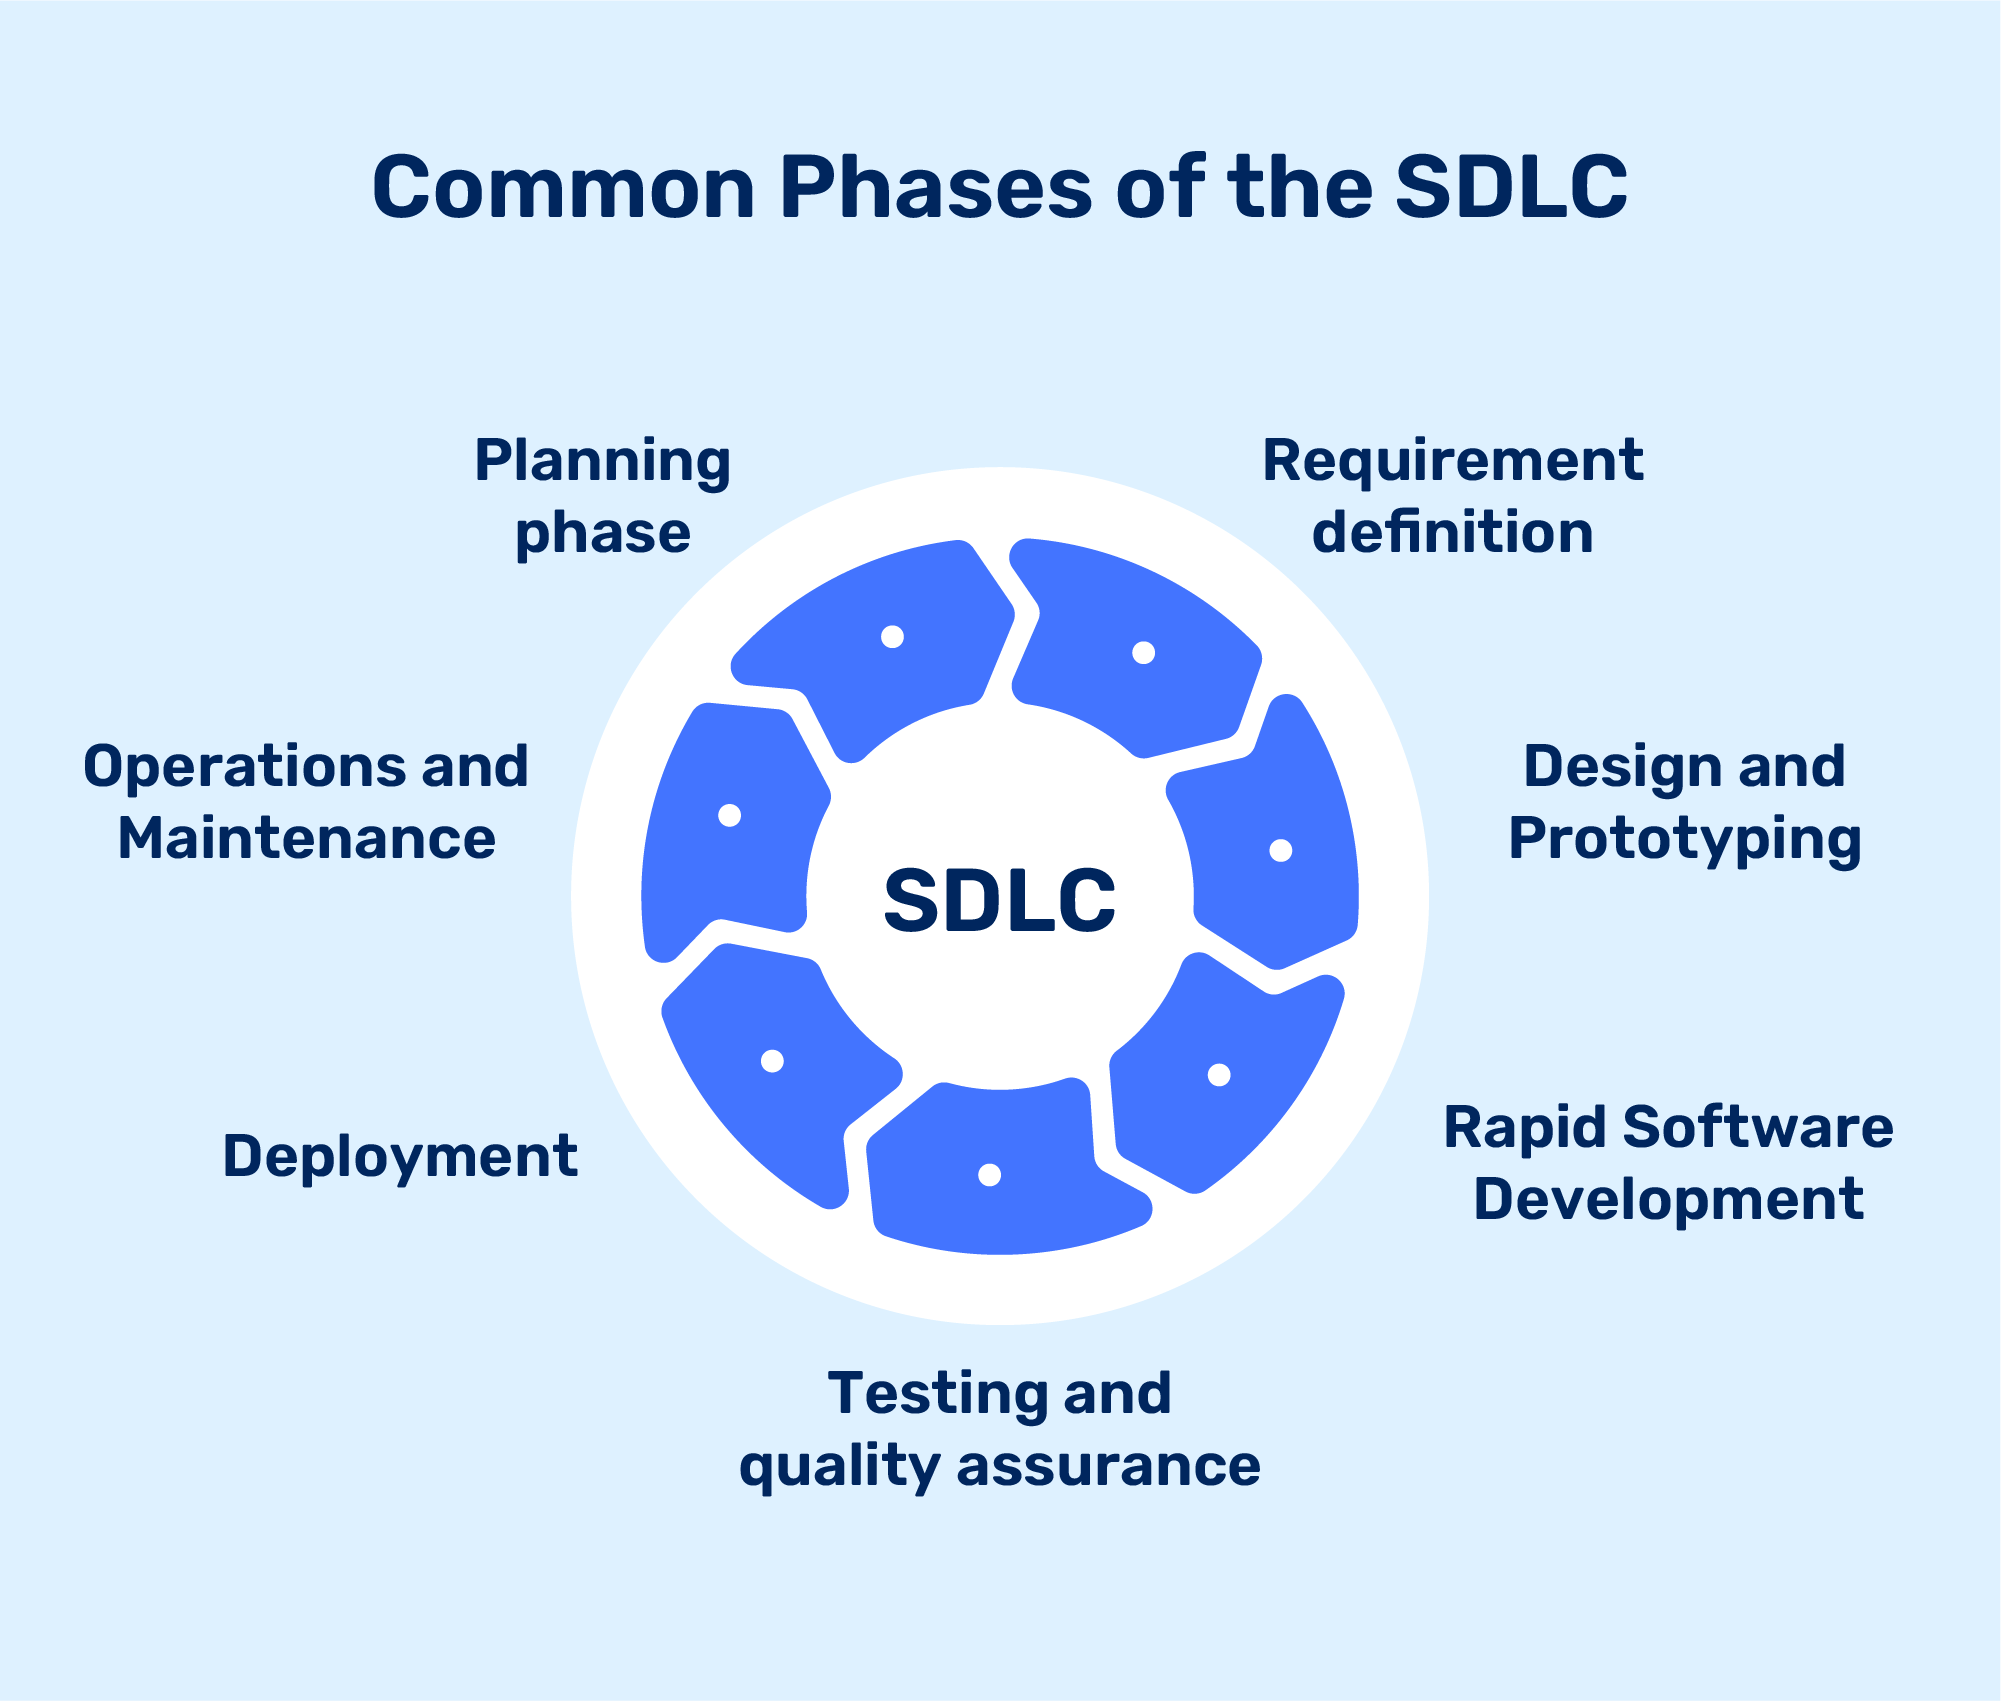 Common Phases of the SDLC
Planning
phase
Requirement
definition
Operations and
Maintenance
Design and
Prototyping
SDLC
Deployment
Rapid Software
Development
Testing and
quality assurance